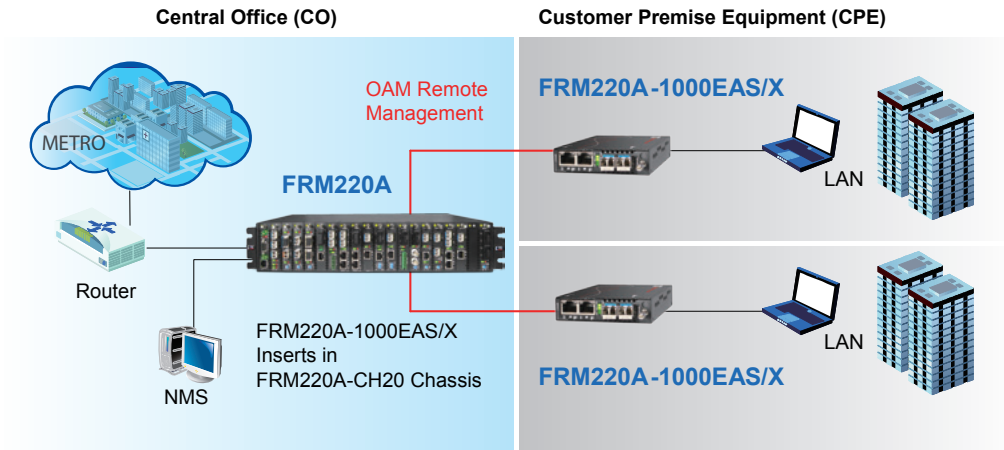 Central Office (CO)
Customer Premise Equipment (CPE)
METRO
OAM Remote
Management
FRM220A
Router
NMS
FRM220A-1000EAS/X
Inserts in
FRM220A-CH20 Chassis
FRM220A-1000EAS/X
LAN
LAN
FRM220A-1000EAS/X